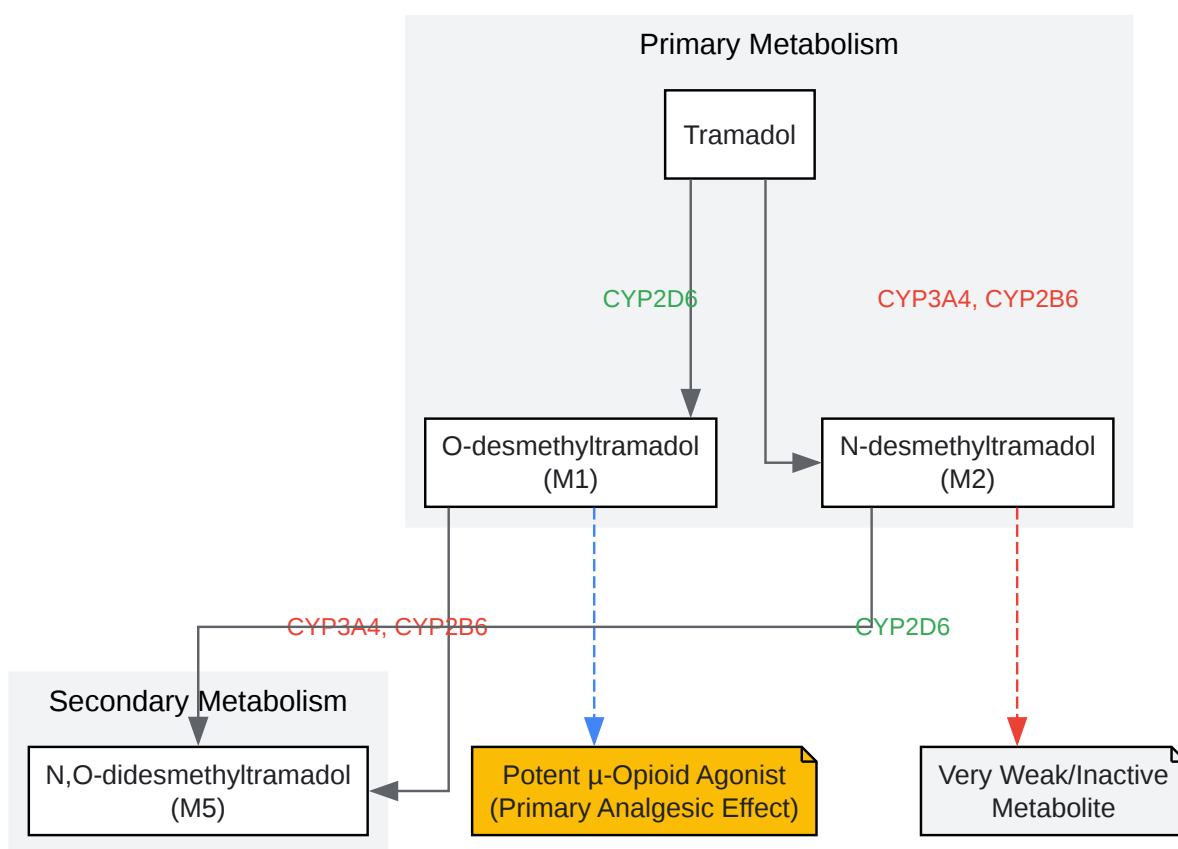 Primary Metabolism
Tramadol
CYP2D6
CYP3A4, CYP2B6
O-desmethyltramadol
(M1)
N-desmethyltramadol
(M2)
CYP3A4, CYP2B6
CYP2D6
Secondary Metabolism
N,O-didesmethyltramadol
(M5)
Potent µ-Opioid Agonist
(Primary Analgesic Effect)
Very Weak/Inactive
Metabolite